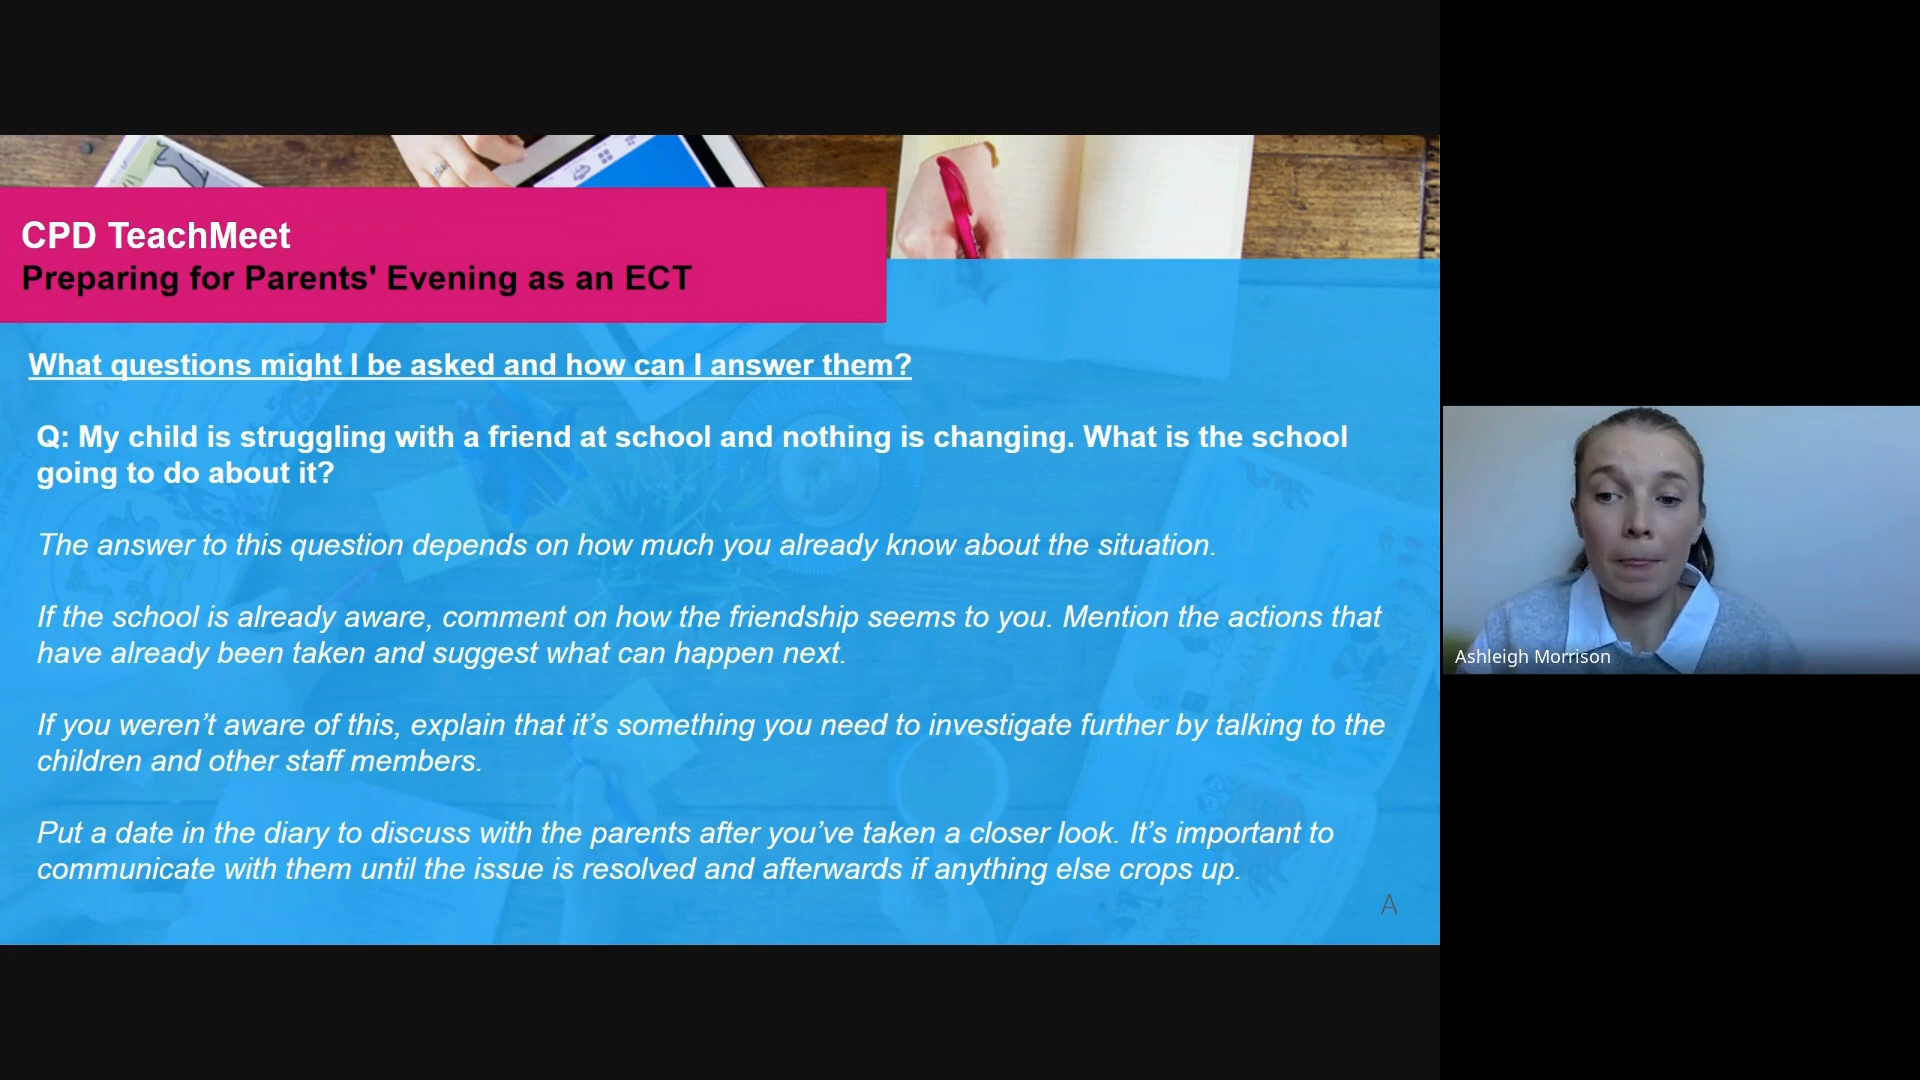 CPD TeachMeet
Preparing for Parents' Evening as an ECT
What questions might I be asked and how can I answer them?
Q: My child is struggling with a friend at school and nothing is changing. What is the school
going to do about it?
The answer to this question depends on how much you already know about the situation.
If the school is already aware, comment on how the friendship seems to you. Mention the actions that
have already been taken and suggest what can happen next.
If you weren’t aware of this, explain that it’s something you need to investigate further by talking to the
children and other staff members.
Put a date in the diary to discuss with the parents after you’ve taken a closer look. It’s important to
communicate with them until the issue is resolved and afterwards if anything else crops up.
A
Ashleigh Morrison